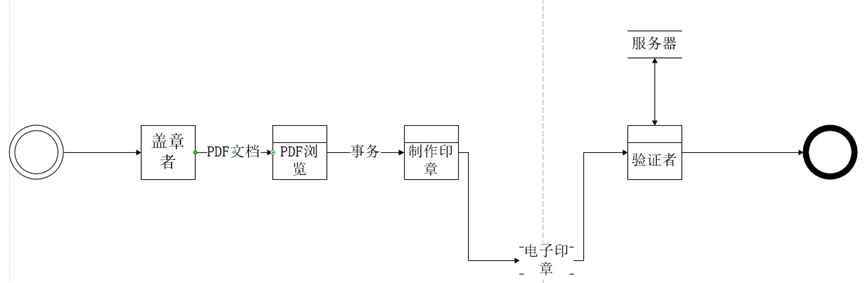 服务器
盖章
者
PDF文档
PDF浏
览
事务
制作印
章
验证者
电子印
章